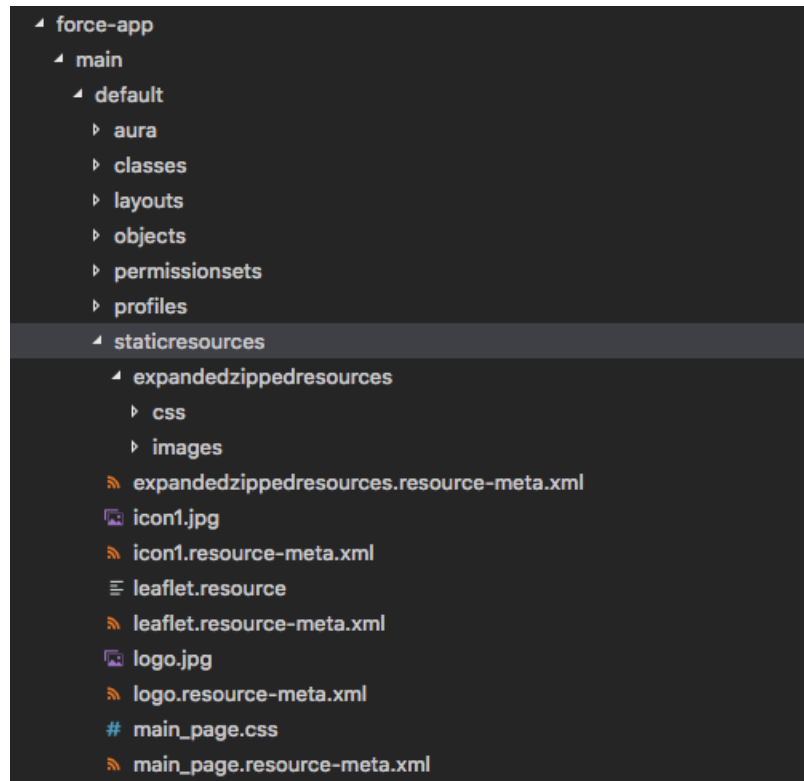 force-app
main
default
aura
classes
layouts
objects
permissionsets
profiles
staticresources
expandedzippedresources
css
images
expandedzippedresources.resource-meta.xml
icon1.jpg
icon1.resource-meta.xml
leaflet.resource
leaflet.resource-meta.xml
logo.jpg
logo.resource-meta.xml
# main_page.css
main_page.resource-meta.xml